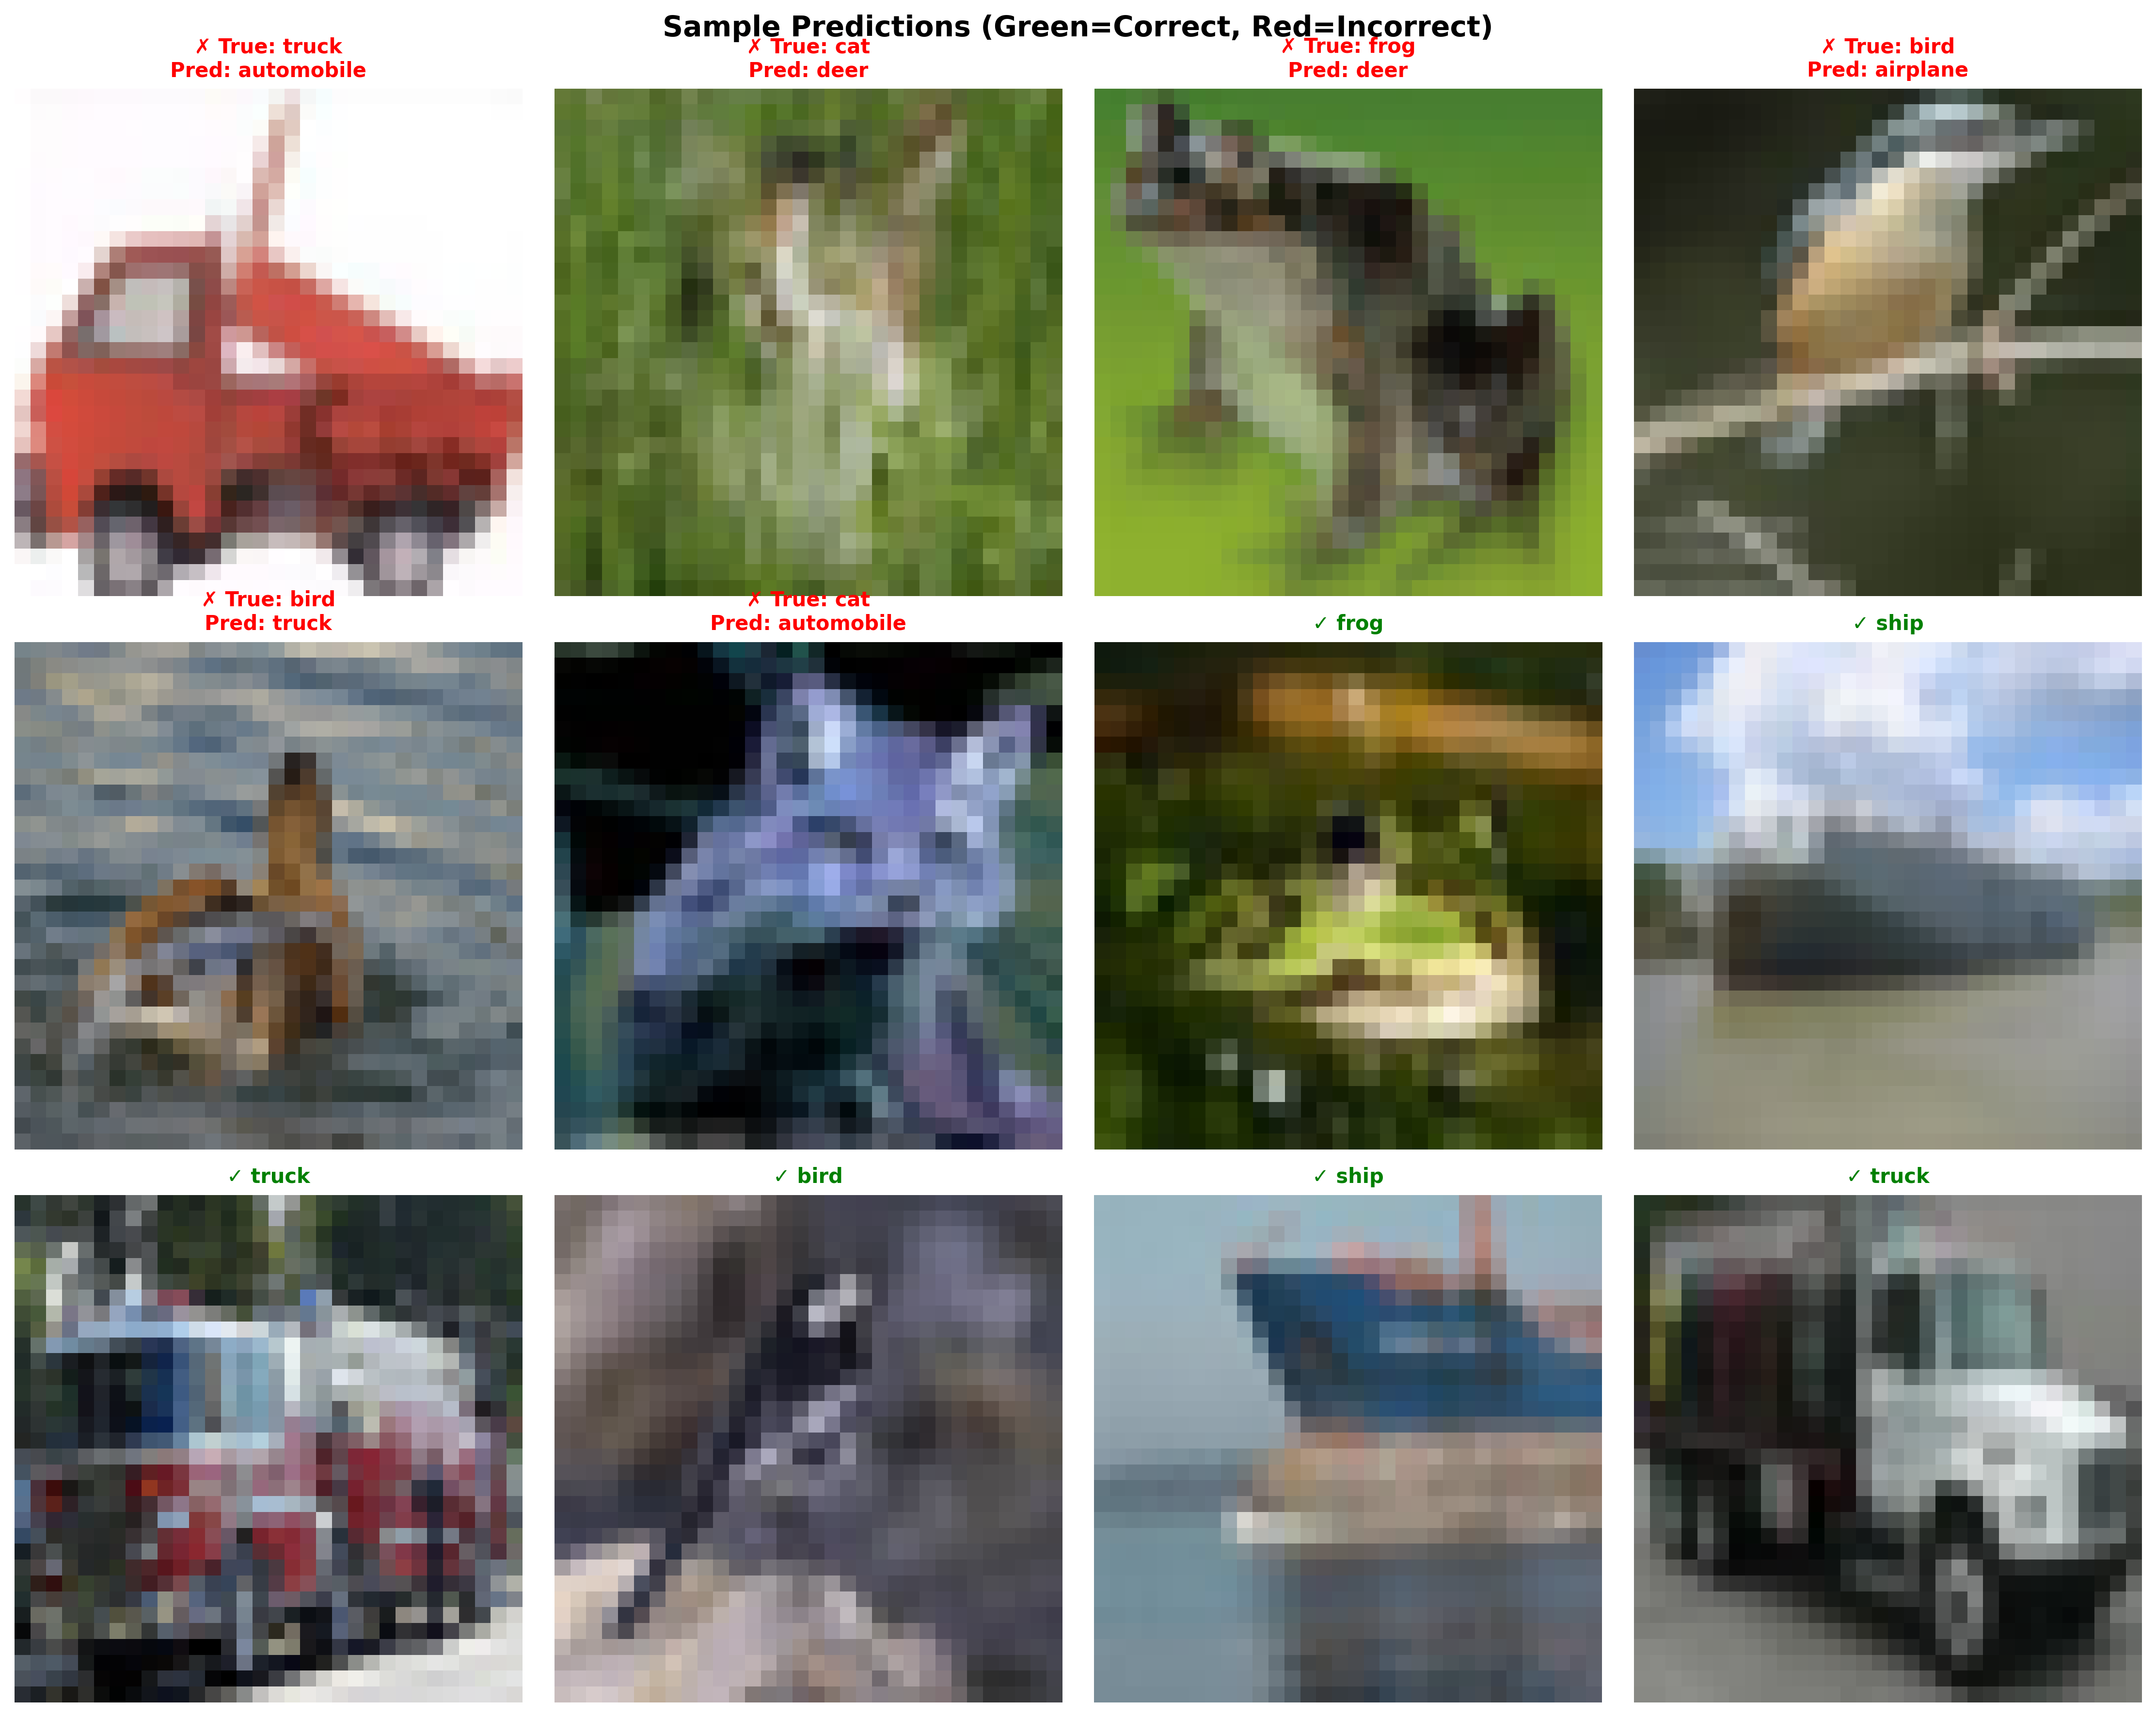 Sample Predictions (Green=Correct, Red=Incorrect)
✗ True: truck
Pred: automobile
✗ True: cat
Pred: deer
✗ True: frog
Pred: deer
✗ True: bird
Pred: airplane
✗ True: bird
Pred: truck
✗ True: cat
Pred: automobile
✓ frog
✓ ship
✓ truck
✓ bird
✓ ship
✓ truck